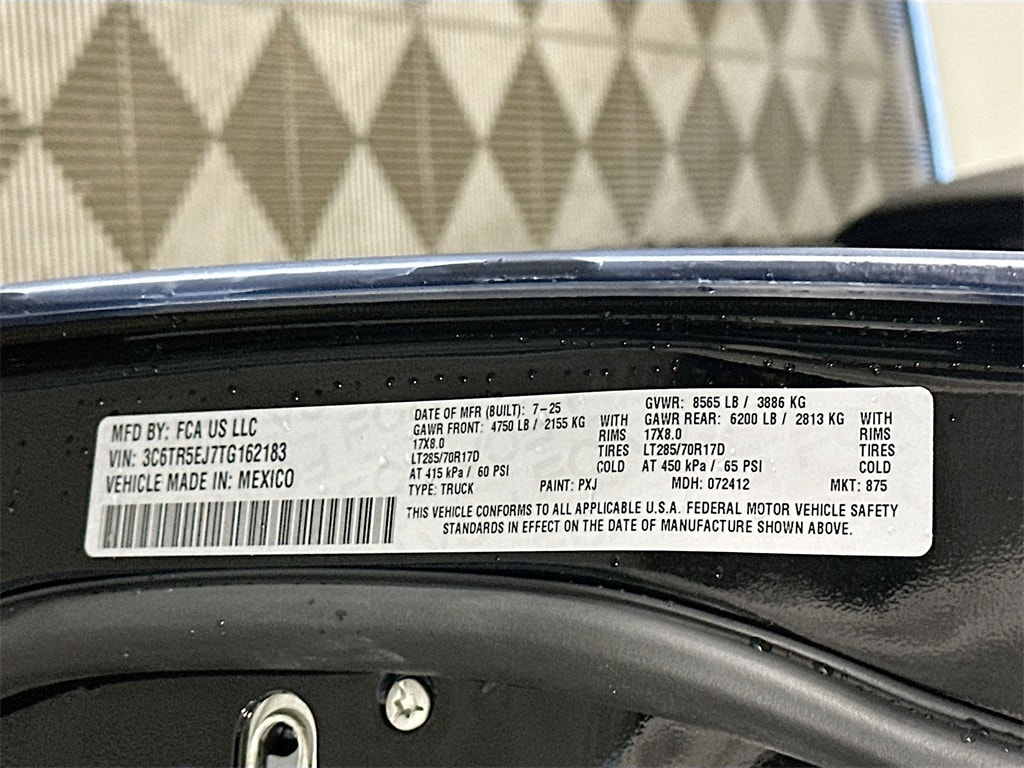 MFD BY: FCA US LLC
VIN: 3C6TR5EJ7TG162183
VEHICLE MADE IN: MEXICO
DATE OF MFR (BUILT): 7-25
GAWR FRONT: 4750 LB / 2155 KG WITH
17X8.0 RIMS
LT285/70R17D TIRES
AT 415 kPa / 60 PSI COLD
TYPE: TRUCK PAINT: PXJ
GVWR: 8565 LB / 3886 KG
GAWR REAR: 6200 LB / 2813 KG WITH
17X8.0 RIMS
LT285/70R17D TIRES
AT 450 kPa / 65 PSI COLD
MDH: 072412 MKT: 875
THIS VEHICLE CONFORMS TO ALL APPLICABLE U.S.A. FEDERAL MOTOR VEHICLE SAFETY
STANDARDS IN EFFECT ON THE DATE OF MANUFACTURE SHOWN ABOVE.